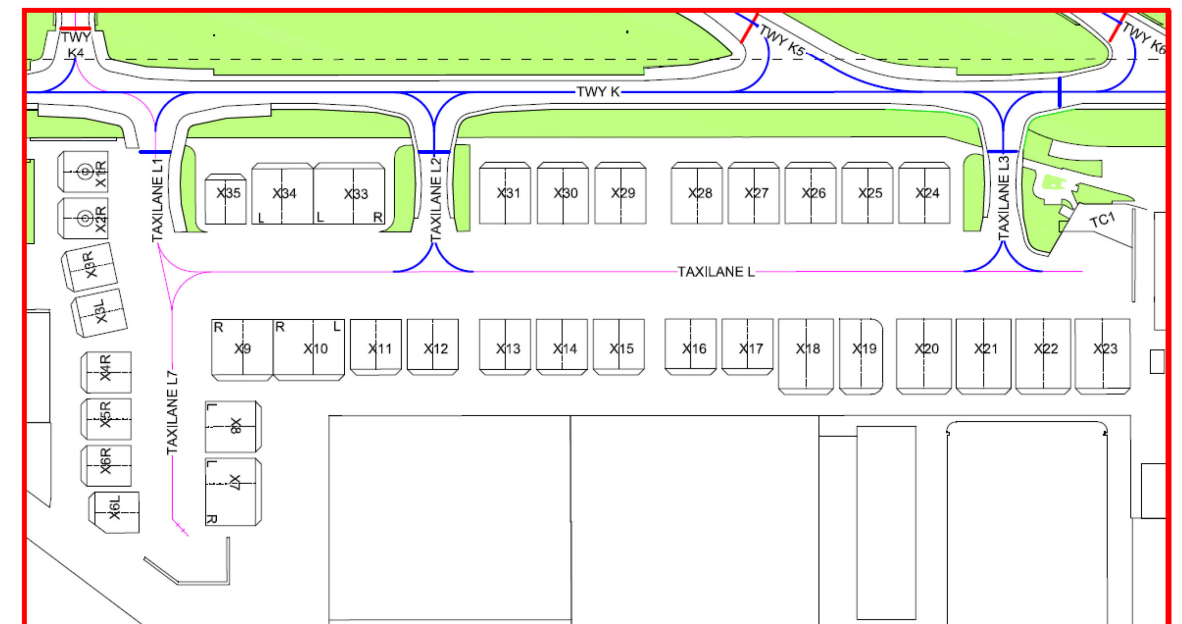 TWY
K4
TWY K5
TWY K6
TWY K
TAXILANE L1
TAXILANE L2
TAXILANE L3
X1R
X2R
X3R
X3L
X4R
X5R
X6R
X6L
X35
X34
X33
L
L
R
X31
X30
X29
X28
X27
X26
X25
X24
TC1
TAXILANE L
R
R
L
X9
X10
X11
X12
X13
X14
X15
X16
X17
X18
X19
X20
X21
X22
X23
TAXILANE L7
L
X8
L
X7
R